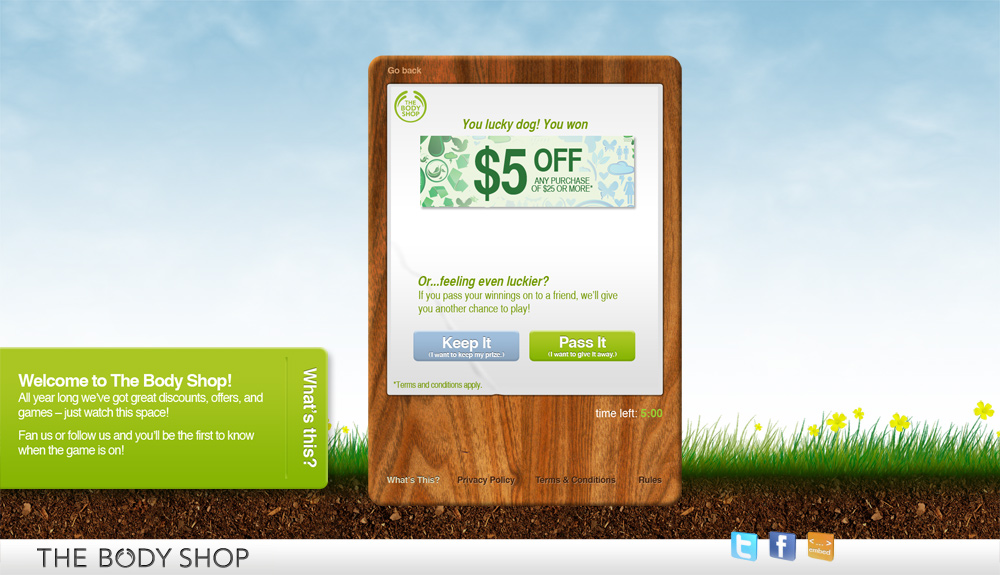 Go back
THE
BODY
SHOP
You lucky dog! You won
$5 OFF
ANY PURCHASE
OF $25 OR MORE*
Or...feeling even luckier?
If you pass your winnings on to a friend, we'll give
you another chance to play!
Keep It
(I want to keep my prize.)
Pass It
(I want to give it away.)
*Terms and conditions apply.
time left: 5:00
What's This?
Privacy Policy
Terms & Conditions
Rules
Welcome to The Body Shop!
All year long we've got great discounts, offers, and
games – just watch this space!
Fan us or follow us and you'll be the first to know
when the game is on!
What's this?
THE BODY SHOP
t
f
<...>
embed